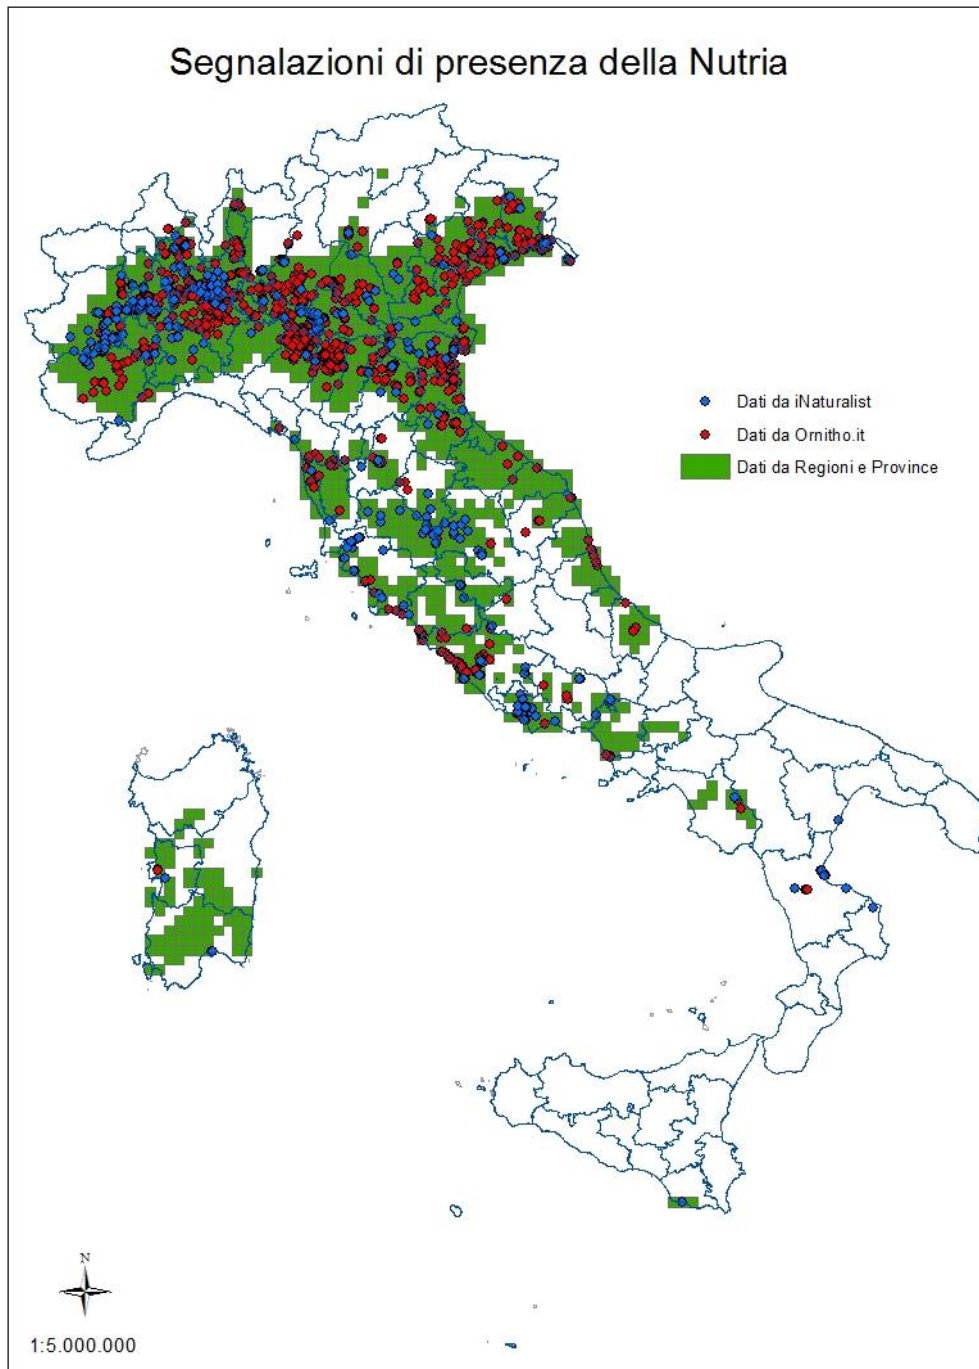 Segnalazioni di presenza della Nutria
Dati da iNaturalist
Dati da Ornitho.it
Dati da Regioni e Province
N
1:5.000.000